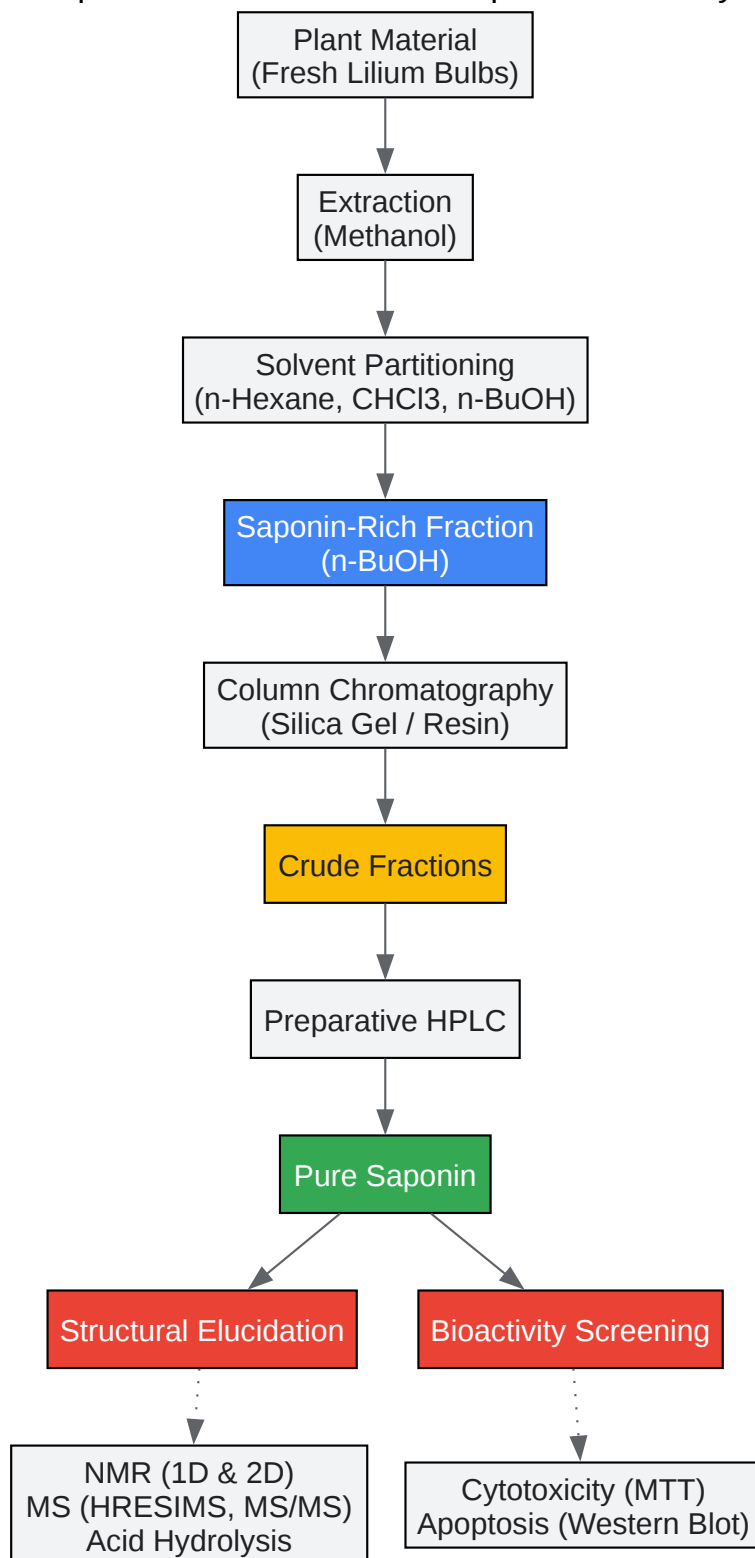 Plant Material
(Fresh Lilium Bulbs)
Extraction
(Methanol)
Solvent Partitioning
(n-Hexane, CHCl3, n-BuOH)
Saponin-Rich Fraction
(n-BuOH)
Column Chromatography
(Silica Gel / Resin)
Crude Fractions
Preparative HPLC
Pure Saponin
Structural Elucidation
Bioactivity Screening
NMR (1D & 2D)
MS (HRESIMS, MS/MS)
Acid Hydrolysis
Cytotoxicity (MTT)
Apoptosis (Western Blot)